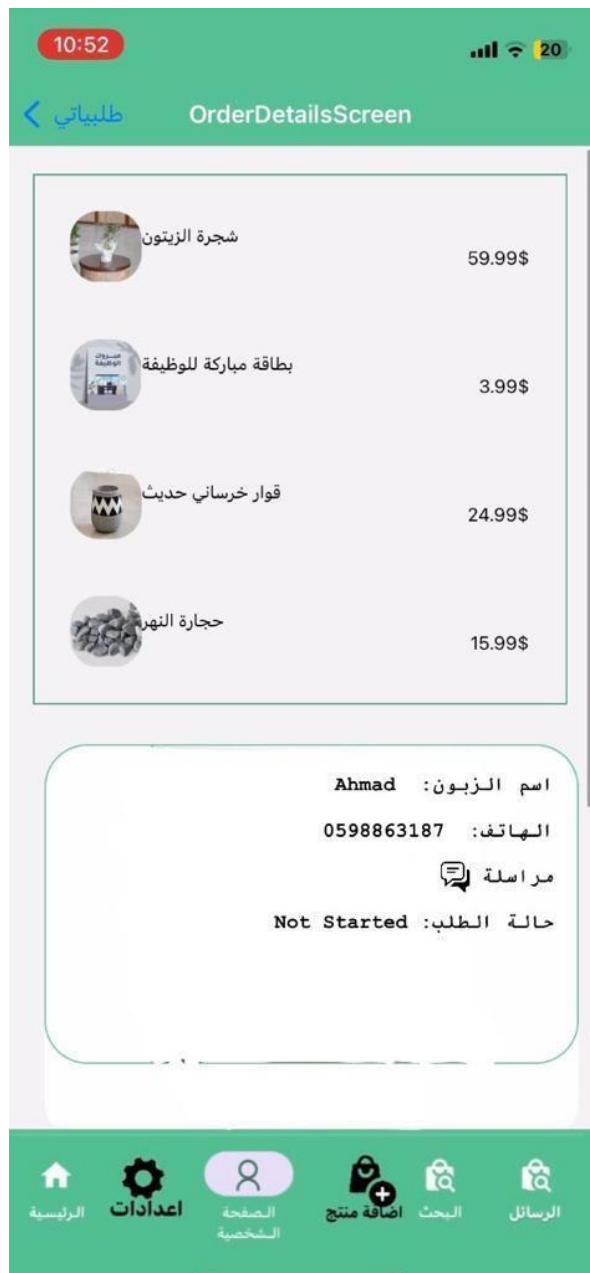 10:52
20
طلبياتي
OrderDetailsScreen
شجرة الزيتون
59.99$
مبروك
الوظيفة
بطاقة مباركة للوظيفة
3.99$
قوار خرساني حديث
24.99$
حجارة النهر
15.99$
اسم الزبون: Ahmad
الهاتف: 0598863187
مراسلة
حالة الطلب: Not Started
الرسائل
البحث
اضافة منتج
الصفحة
الشخصية
اعدادات
الرئيسية